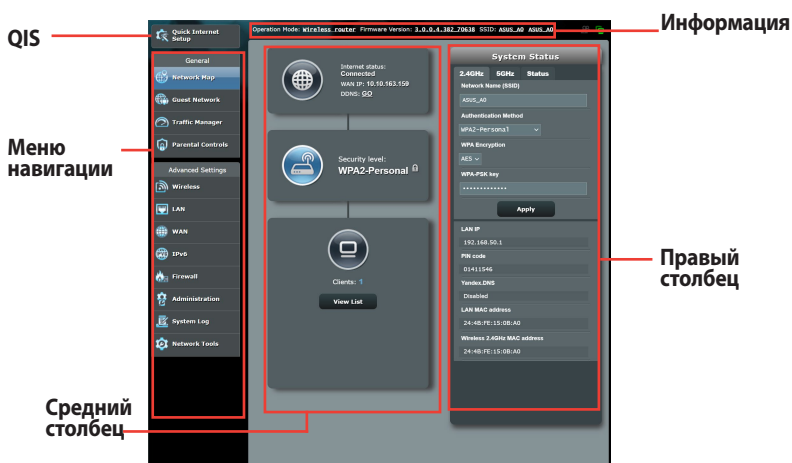 QIS
Меню
навигации
Средний
столбец
Информация
Правый
столбец
Quick Internet
Setup
Operation Mode: Wireless router Firmware Version: 3.0.0.4.382_70638 SSID: ASUS_A0 ASUS_A0
General
Network Map
Guest Network
Traffic Manager
Parental Controls
Advanced Settings
Wireless
LAN
WAN
IPv6
Firewall
Administration
System Log
Network Tools
Internet status:
Connected
WAN IP: 10.10.163.159
DDNS: GO
Security level:
WPA2-Personal
Clients: 1
View List
System Status
2.4GHz 5GHz Status
Network Name (SSID)
ASUS_A0
Authentication Method
WPA2-Personal
WPA Encryption
AES
WPA-PSK key
•••••••••••••
Apply
LAN IP
192.168.50.1
PIN code
01411546
Yandex.DNS
Disabled
LAN MAC address
24:4B:FE:15:0B:A0
Wireless 2.4GHz MAC address
24:4B:FE:15:0B:A0